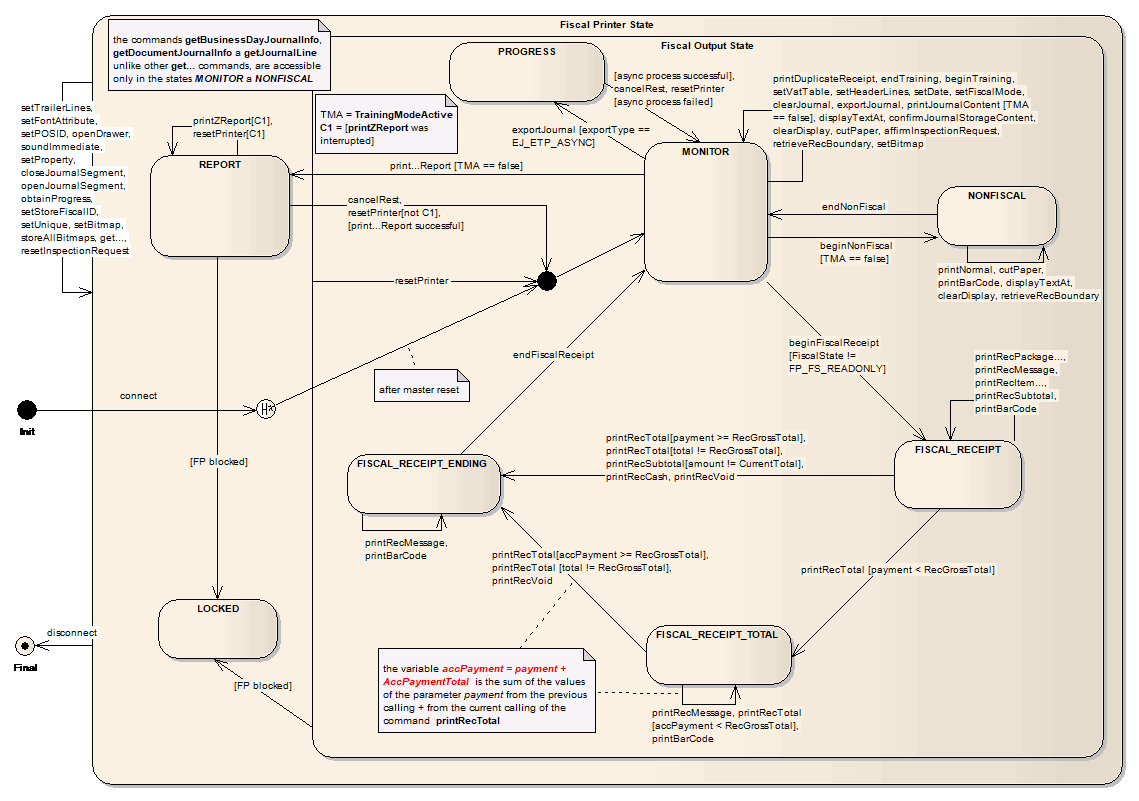 Fiscal Printer State
the commands getBusinessDayJournalInfo,
getDocumentJournalInfo a getJournalLine
unlike other get... commands, are accessible
only in the states MONITOR a NONFISCAL
Fiscal Output State
PROGRESS
[async process successful],
cancelRest, resetPrinter
[async process failed]
printDuplicateReceipt, endTraining, beginTraining,
setVatTable, setHeaderLines, setDate, setFiscalMode,
clearJournal, exportJournal, printJournalContent [TMA
== false], displayTextAt, confirmJournalStorageContent,
clearDisplay, cutPaper, affirmInspectionRequest,
retrieveRecBoundary, setBitmap
setTrailerLines,
setFontAttribute,
setPOSID, openDrawer,
soundImmediate,
setProperty,
closeJournalSegment,
openJournalSegment,
obtainProgress,
setStoreFiscalID,
setUnique, setBitmap,
storeAllBitmaps, get...,
resetInspectionRequest
printZReport[C1],
resetPrinter[C1]
TMA = TrainingModeActive
C1 = [printZReport was
interrupted]
exportJournal [exportType ==
EJ_ETP_ASYNC]
REPORT
MONITOR
print...Report [TMA == false]
cancelRest,
resetPrinter[not C1],
[print...Report successful]
NONFISCAL
endNonFiscal
beginNonFiscal
[TMA == false]
printNormal, cutPaper,
printBarCode, displayTextAt,
clearDisplay, retrieveRecBoundary
resetPrinter
endFiscalReceipt
beginFiscalReceipt
[FiscalState !=
FP_FS_READONLY]
printRecPackage...,
printRecMessage,
printRecItem...,
printRecSubtotal,
printBarCode
after master reset
connect
H*
Init
[FP blocked]
printRecTotal[payment >= RecGrossTotal],
printRecTotal[total != RecGrossTotal],
printRecSubtotal[amount != CurrentTotal],
printRecCash, printRecVoid
FISCAL_RECEIPT
FISCAL_RECEIPT_ENDING
printRecMessage,
printBarCode
printRecTotal[accPayment >= RecGrossTotal],
printRecTotal [total != RecGrossTotal],
printRecVoid
printRecTotal [payment < RecGrossTotal]
LOCKED
disconnect
Final
[FP blocked]
FISCAL_RECEIPT_TOTAL
the variable accPayment = payment +
AccPaymentTotal is the sum of the values
of the parameter payment from the previous
calling + from the current calling of the
command printRecTotal
printRecMessage, printRecTotal
[accPayment < RecGrossTotal],
printBarCode